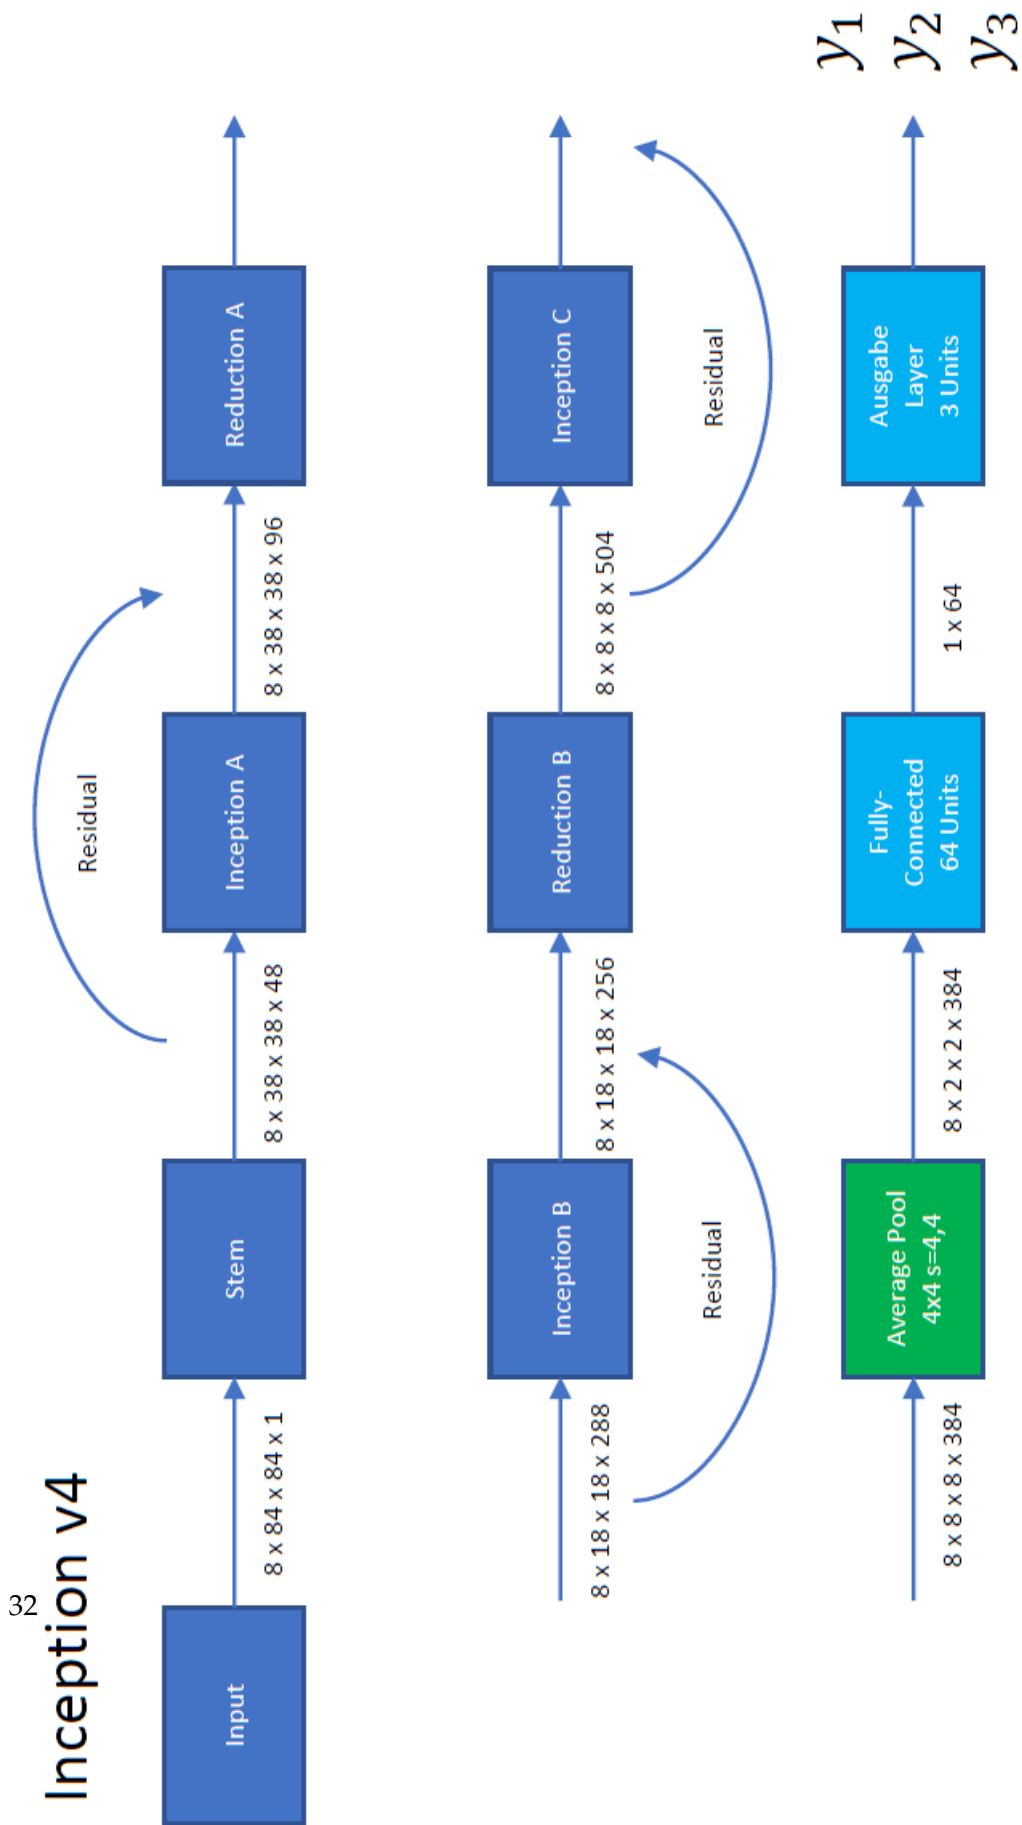 32
Inception v4
Residual
Input
8 x 84 x 84 x 1
Stem
8 x 38 x 38 x 48
Inception A
8 x 38 x 38 x 96
Reduction A
8 x 18 x 18 x 288
Inception B
8 x 18 x 18 x 256
Reduction B
8 x 8 x 8 x 504
Inception C
Residual
Residual
8 x 8 x 8 x 384
Average Pool
4x4 s=4,4
8 x 2 x 2 x 384
Fully-
Connected
64 Units
1 x 64
Ausgabe
Layer
3 Units
y1
y2
y3